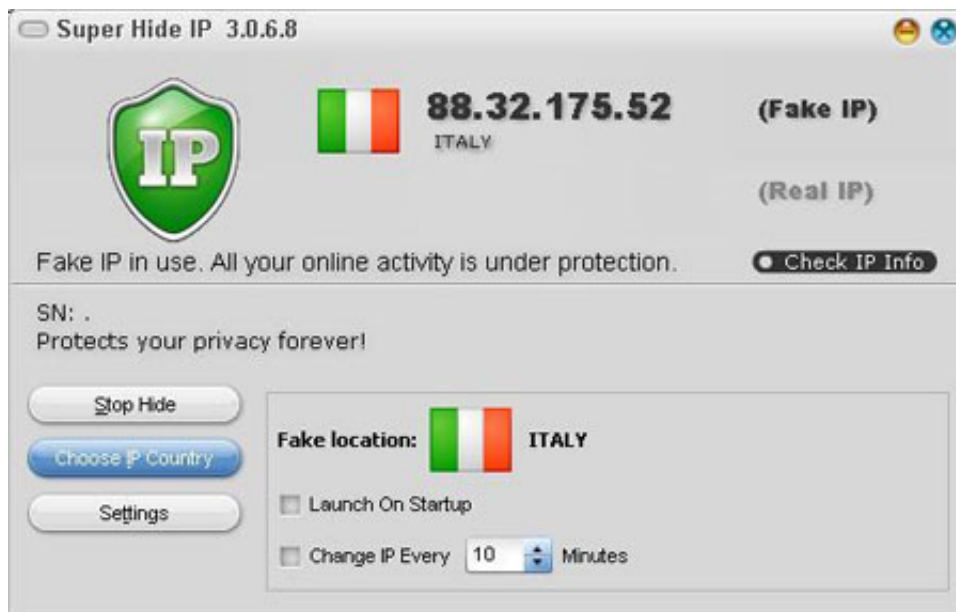 Super Hide IP 3.0.6.8
IP
88.32.175.52 (Fake IP)
ITALY
(Real IP)
Fake IP in use. All your online activity is under protection.
Check IP Info
SN: .
Protects your privacy forever!
Stop Hide
Choose IP Country
Settings
Fake location: ITALY
Launch On Startup
Change IP Every 10 Minutes